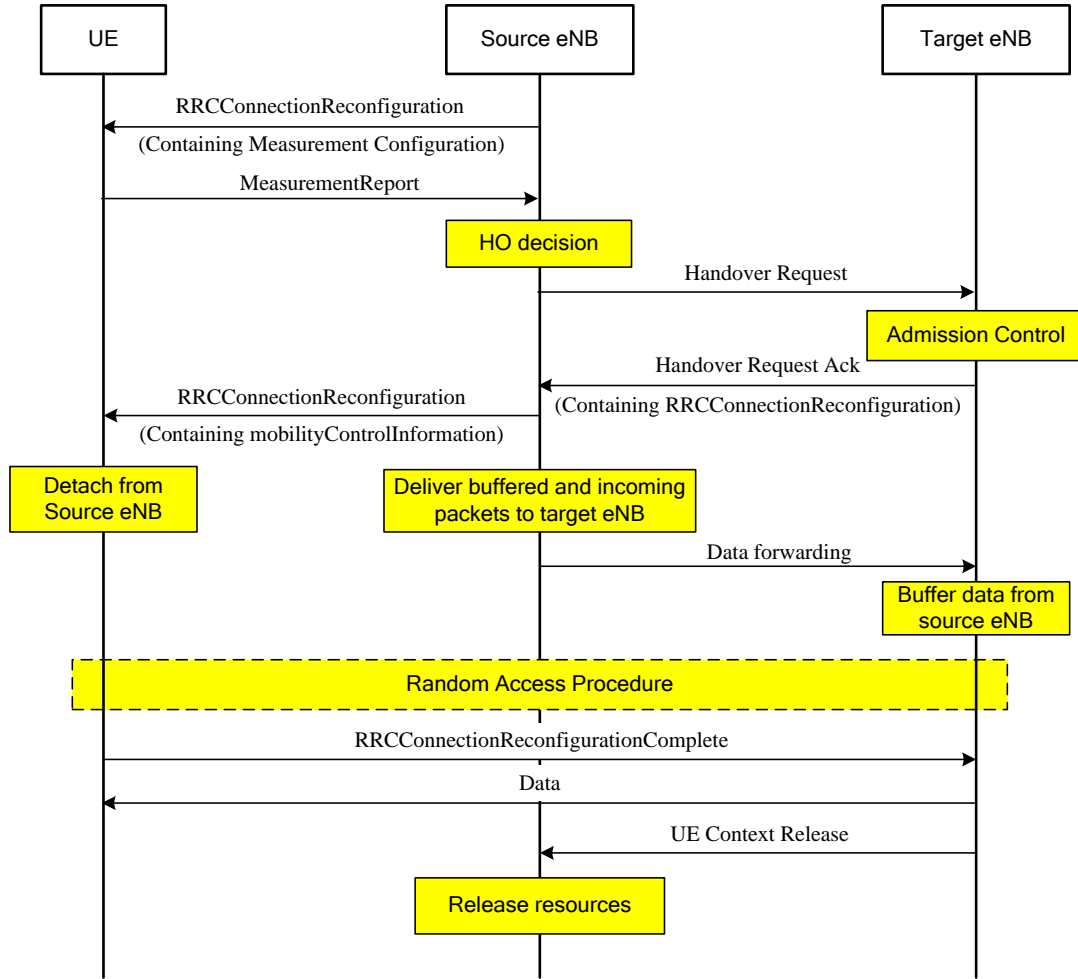 UE
Source eNB
Target eNB
RRCConnectionReconfiguration
(Containing Measurement Configuration)
MeasurementReport
HO decision
Handover Request
Admission Control
Handover Request Ack
(Containing RRCConnectionReconfiguration)
RRCConnectionReconfiguration
(Containing mobilityControlInformation)
Detach from
Source eNB
Deliver buffered and incoming
packets to target eNB
Data forwarding
Buffer data from
source eNB
Random Access Procedure
RRCConnectionReconfigurationComplete
Data
UE Context Release
Release resources